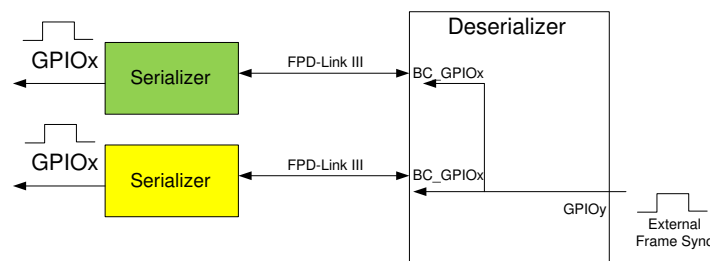 Deserializer
GPIOx
Serializer
FPD-Link III
BC_GPIOx
GPIOx
Serializer
FPD-Link III
BC_GPIOx
GPIOy
External
Frame Sync